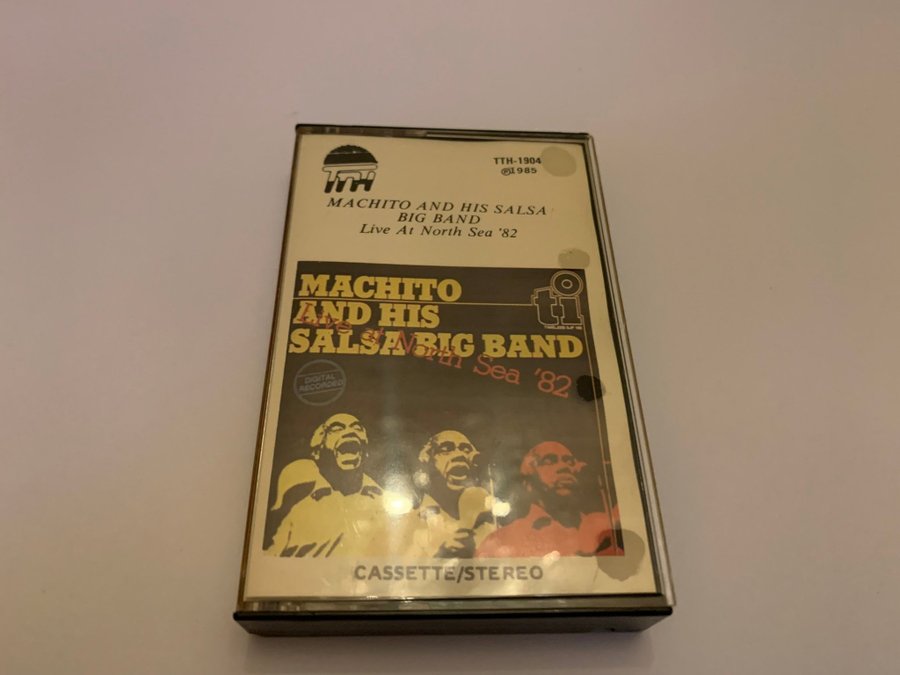 TTH
TTH-1904
℗1985
MACHITO AND HIS SALSA
BIG BAND
Live At North Sea '82
MACHITO
AND HIS
SALSA BIG BAND
Live at North Sea '82
ti
DIGITAL
RECORDED
CASSETTE/STEREO